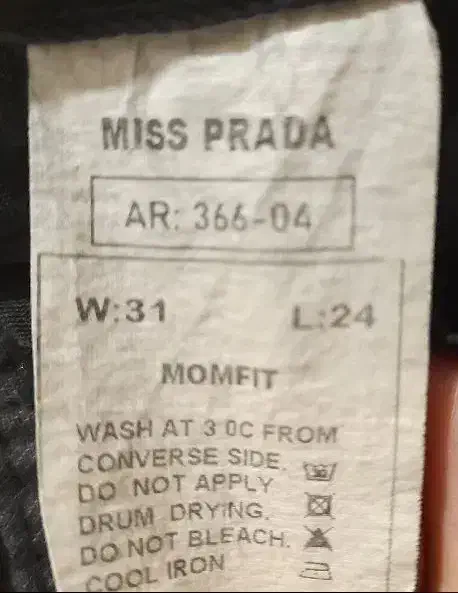 MISS PRADA
AR: 366-04
W:31 L:24
MOMFIT
WASH AT 3 0C FROM
CONVERSE SIDE.
DO NOT APPLY
DRUM DRYING.
DO NOT BLEACH.
COOL IRON